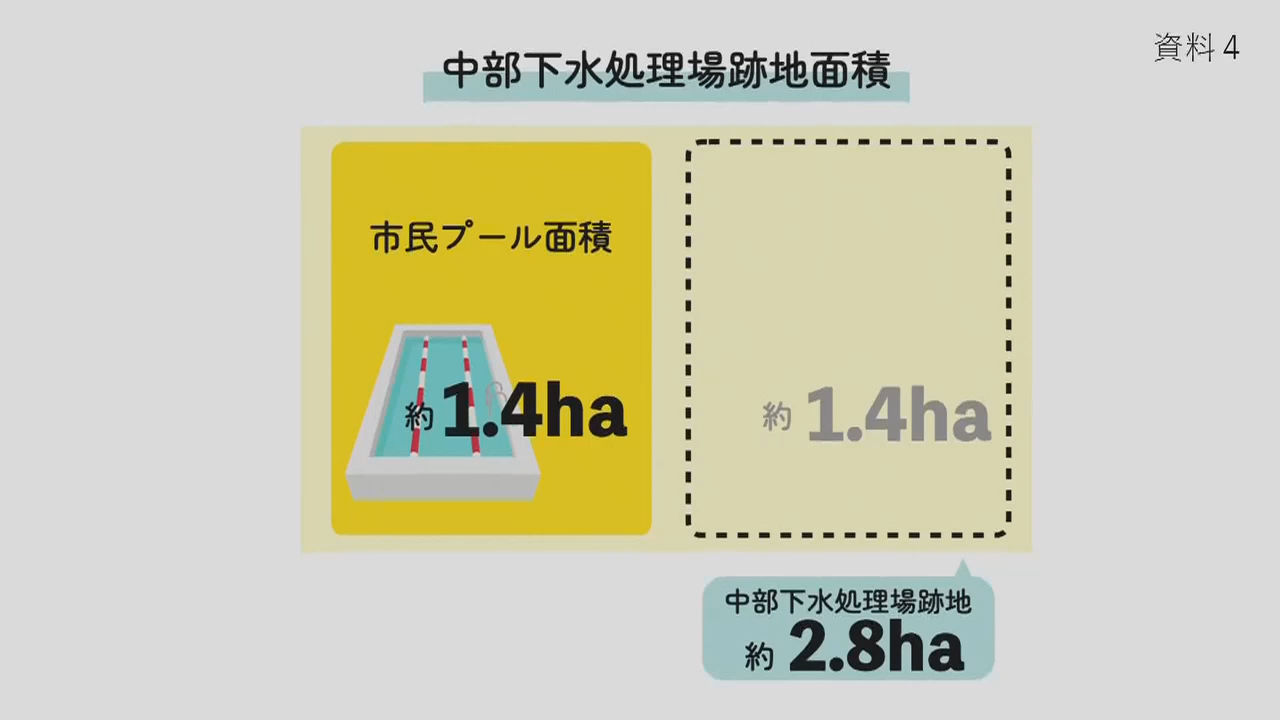 資料4
中部下水処理場跡地面積
市民プール面積
約1.4ha
約1.4ha
中部下水処理場跡地
約2.8ha